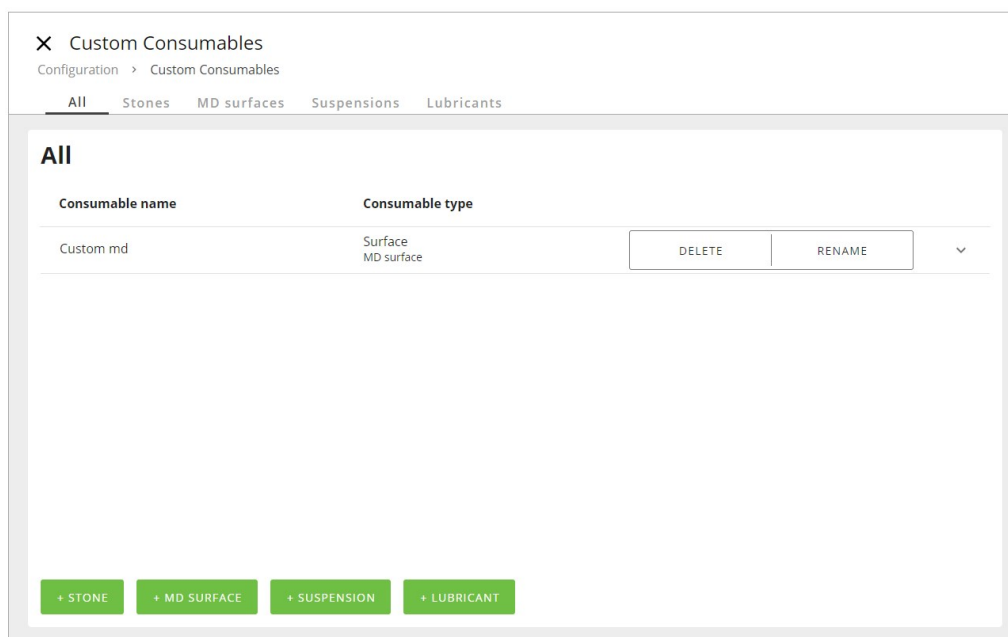 Custom Consumables
Configuration > Custom Consumables
All Stones MD surfaces Suspensions Lubricants
All
Consumable name Consumable type
Custom md Surface DELETE RENAME
MD surface
+ STONE + MD SURFACE + SUSPENSION + LUBRICANT